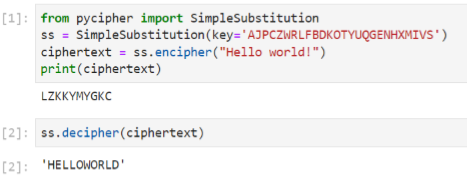 [1]: from pycipher import SimpleSubstitution
ss = SimpleSubstitution(key='AJPCZWRLFBDKOTYUQGENHXMIVS')
ciphertext = ss.encipher("Hello world!")
print(ciphertext)
LZKKYMYGKC
[2]: ss.decipher(ciphertext)
[2]: 'HELLOWORLD'